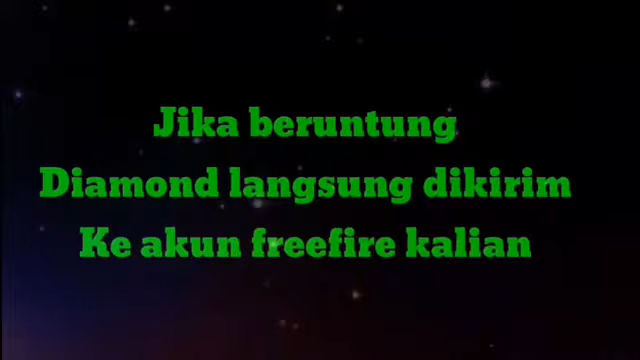 Jika beruntung
Diamond langsung dikirim
Ke akun freefire kalian